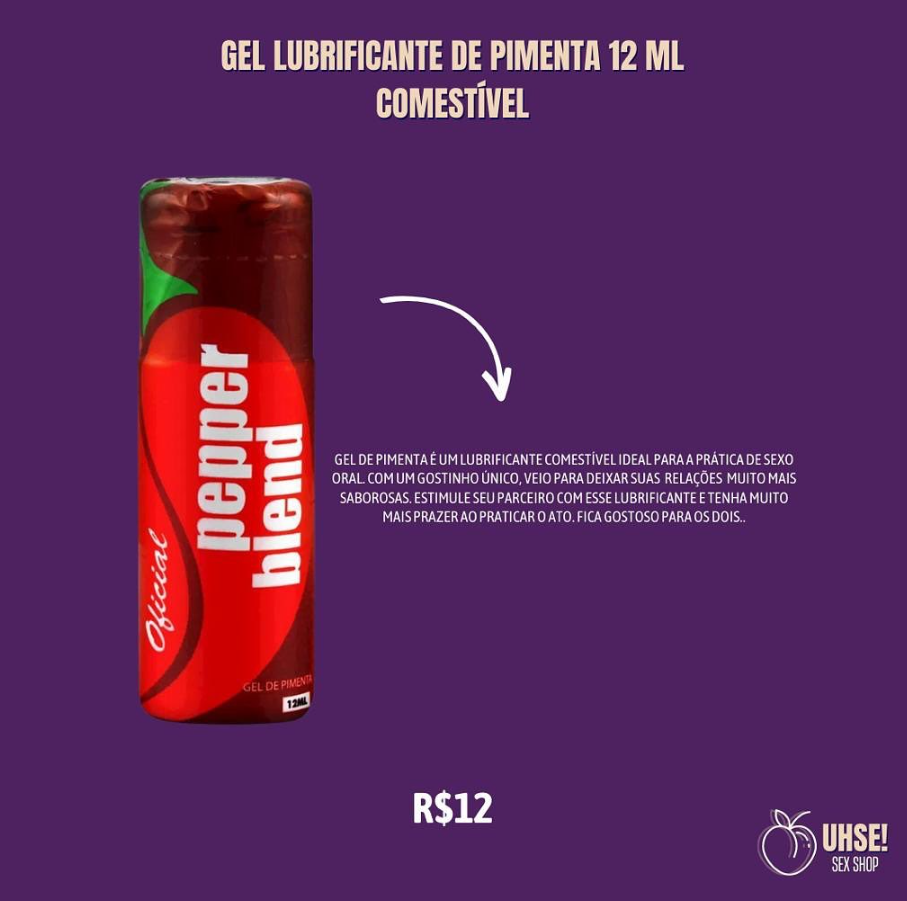 GEL LUBRIFICANTE DE PIMENTA 12 ML
COMESTÍVEL
Oficial
pepper
blend
GEL DE PIMENTA
12ML
GEL DE PIMENTA É UM LUBRIFICANTE COMESTÍVEL IDEAL PARA A PRÁTICA DE SEXO
ORAL. COM UM GOSTINHO ÚNICO, VEIO PARA DEIXAR SUAS RELAÇÕES MUITO MAIS
SABOROSAS. ESTIMULE SEU PARCEIRO COM ESSE LUBRIFICANTE E TENHA MUITO
MAIS PRAZER AO PRATICAR O ATO. FICA GOSTOSO PARA OS DOIS..
R$12
UHSE!
SEX SHOP